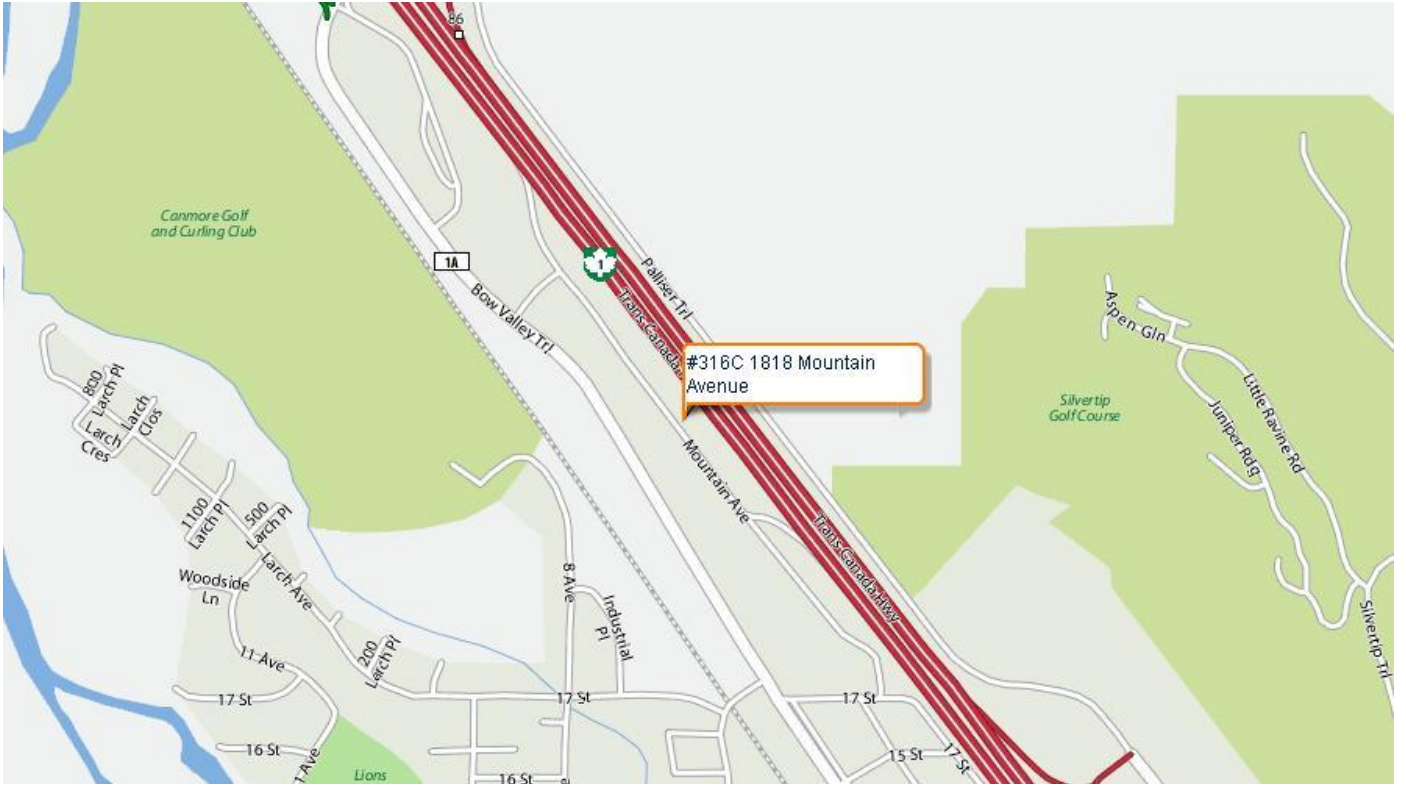 86
Canmore Golf
and Curling Club
1A
1
Palliser Trl
Bow Valley Trl
Trans Canada
#316C 1818 Mountain
Avenue
Aspen Gln
Little Ravine Rd
Juniper Rdg
Silvertip
Golf Course
800
Larch Pl
Larch
Clos
Larch
Cres
Mountain Ave
1100
Larch Pl
500
Larch Pl
Trans Canada Hwy
Larch Ave
Woodside
Ln
8 Ave
Industrial
Pl
Silvertip Trl
200
Larch Pl
11 Ave
17 St
17 St
17 St
16 St
1 Ave
Lions
16 St
15 St
17 St